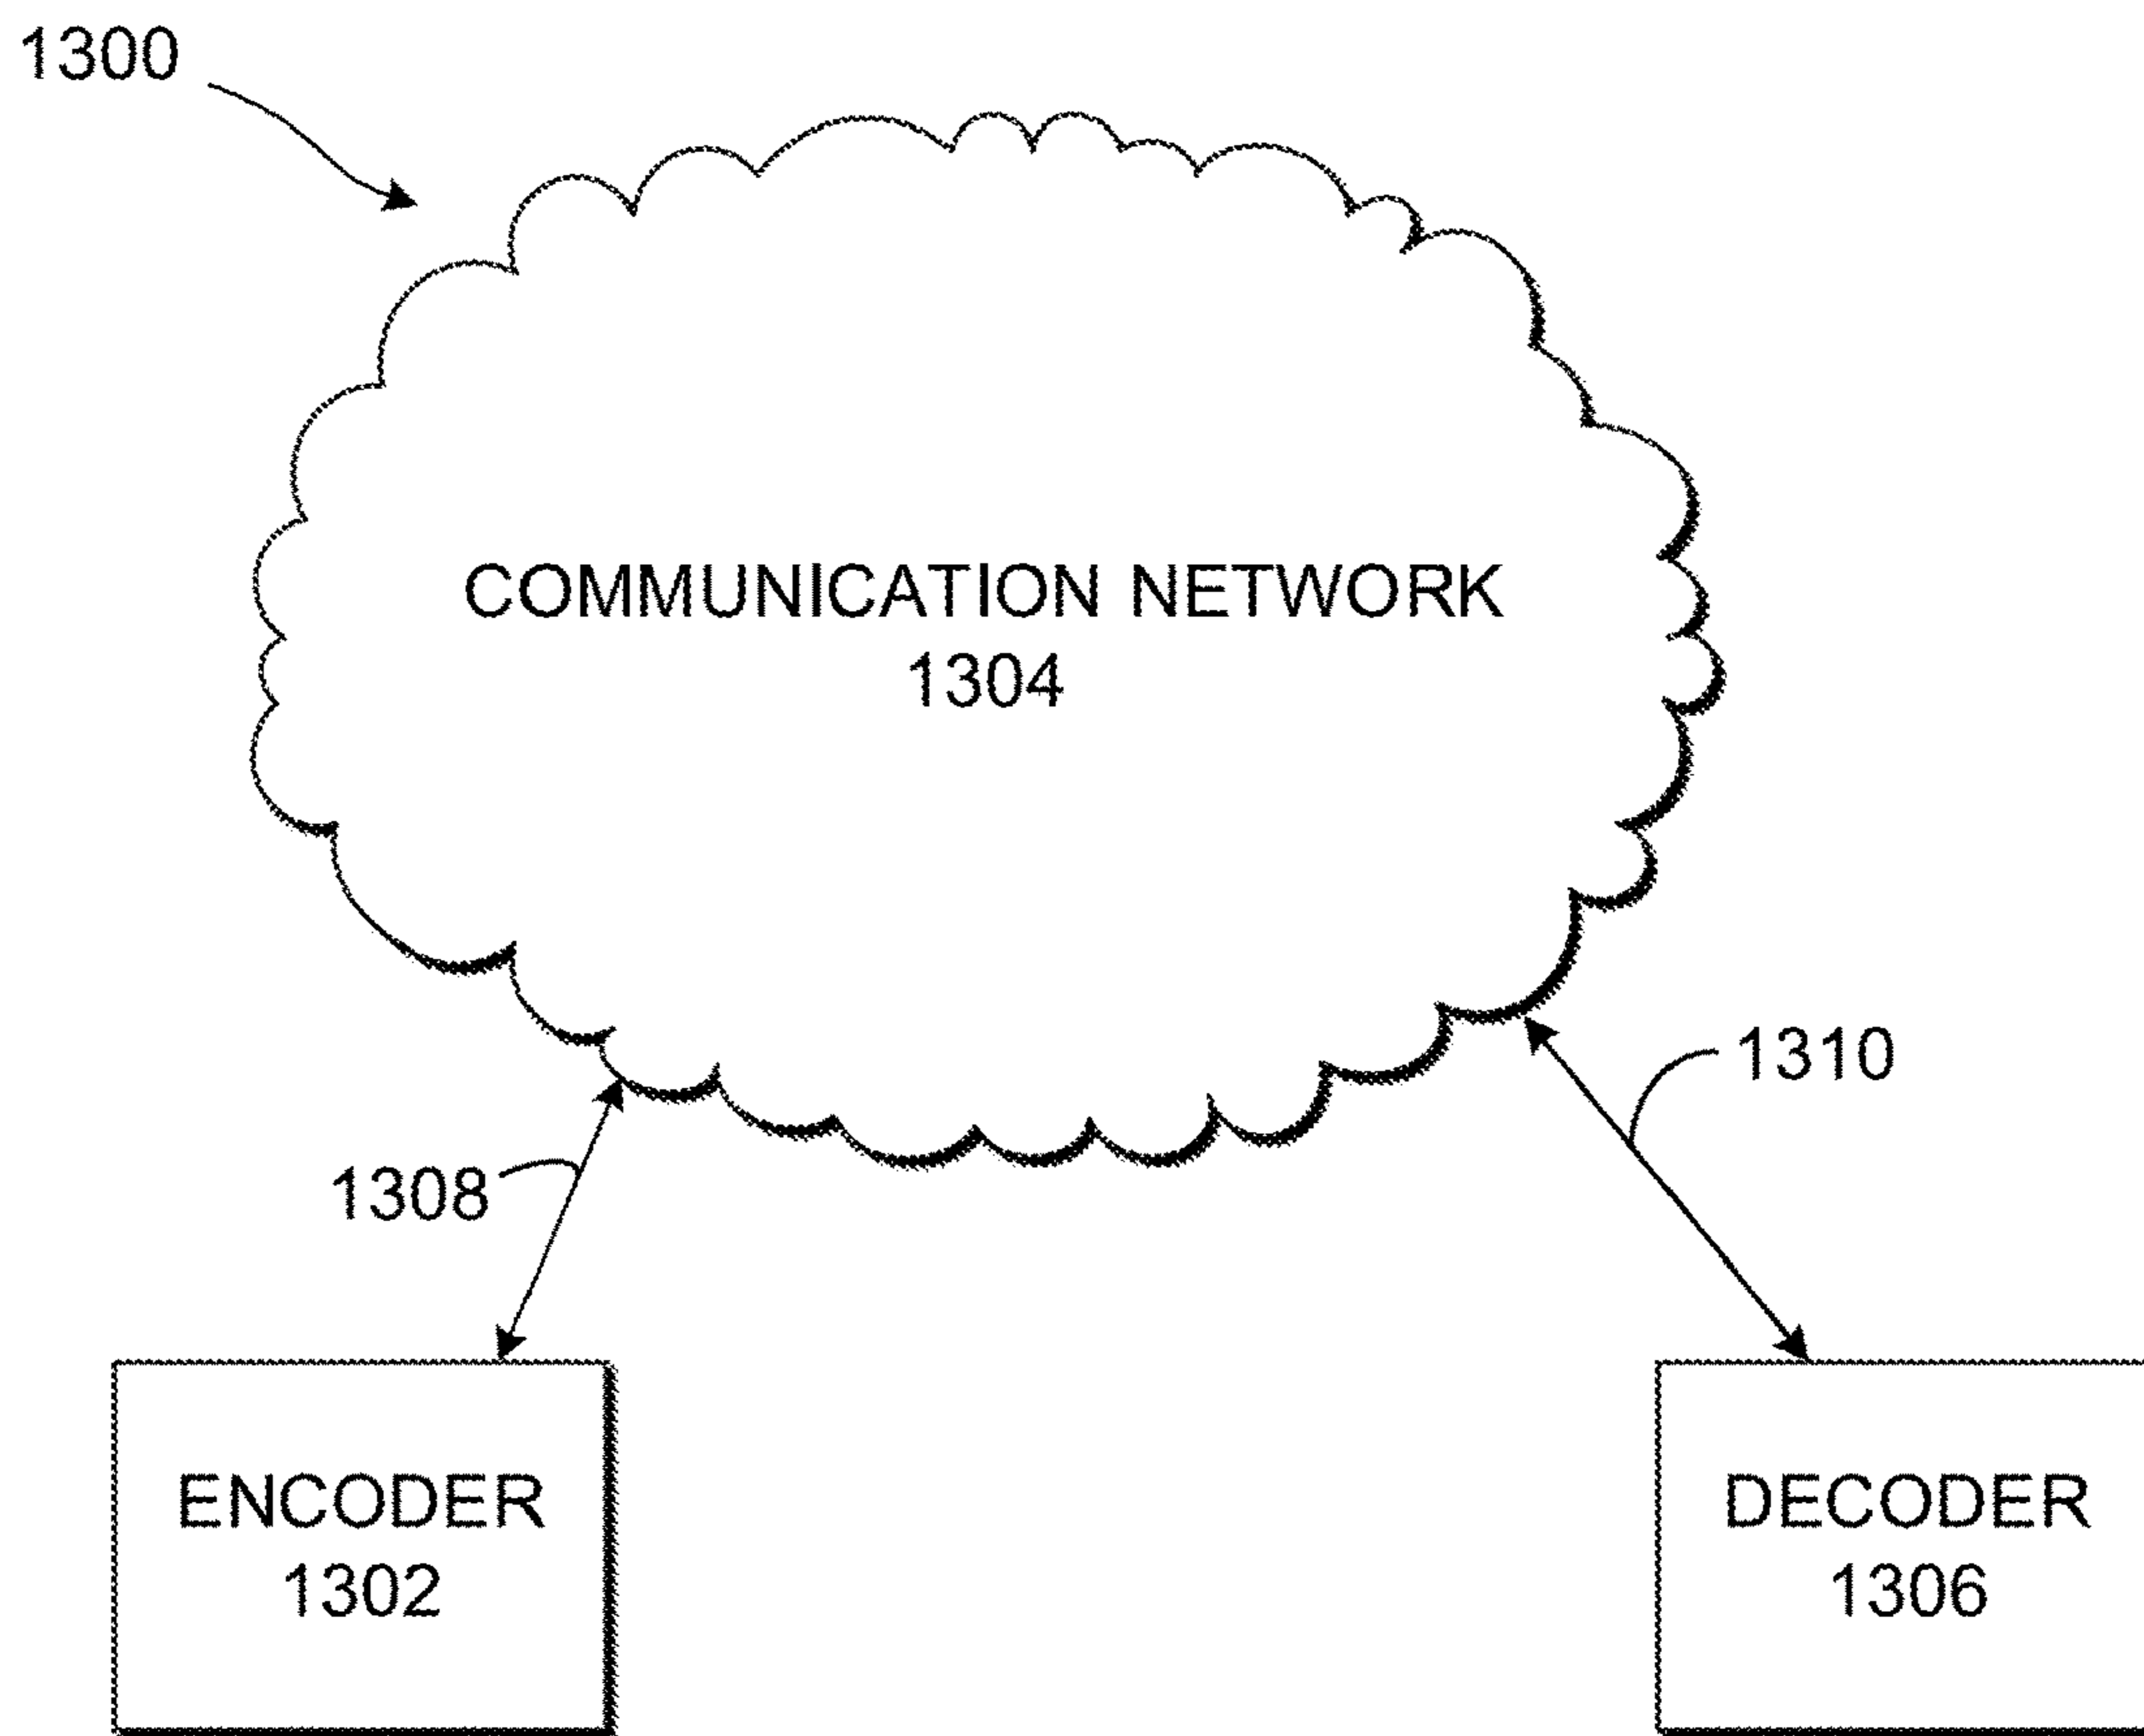 1300
COMMUNICATION NETWORK
1304
1310
1308
ENCODER
1302
DECODER
1306